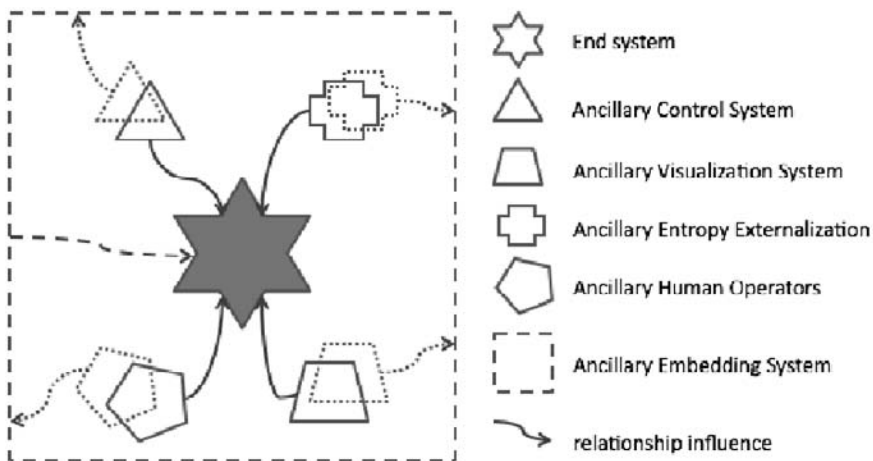 End system
Ancillary Control System
Ancillary Visualization System
Ancillary Entropy Externalization
Ancillary Human Operators
Ancillary Embedding System
relationship influence